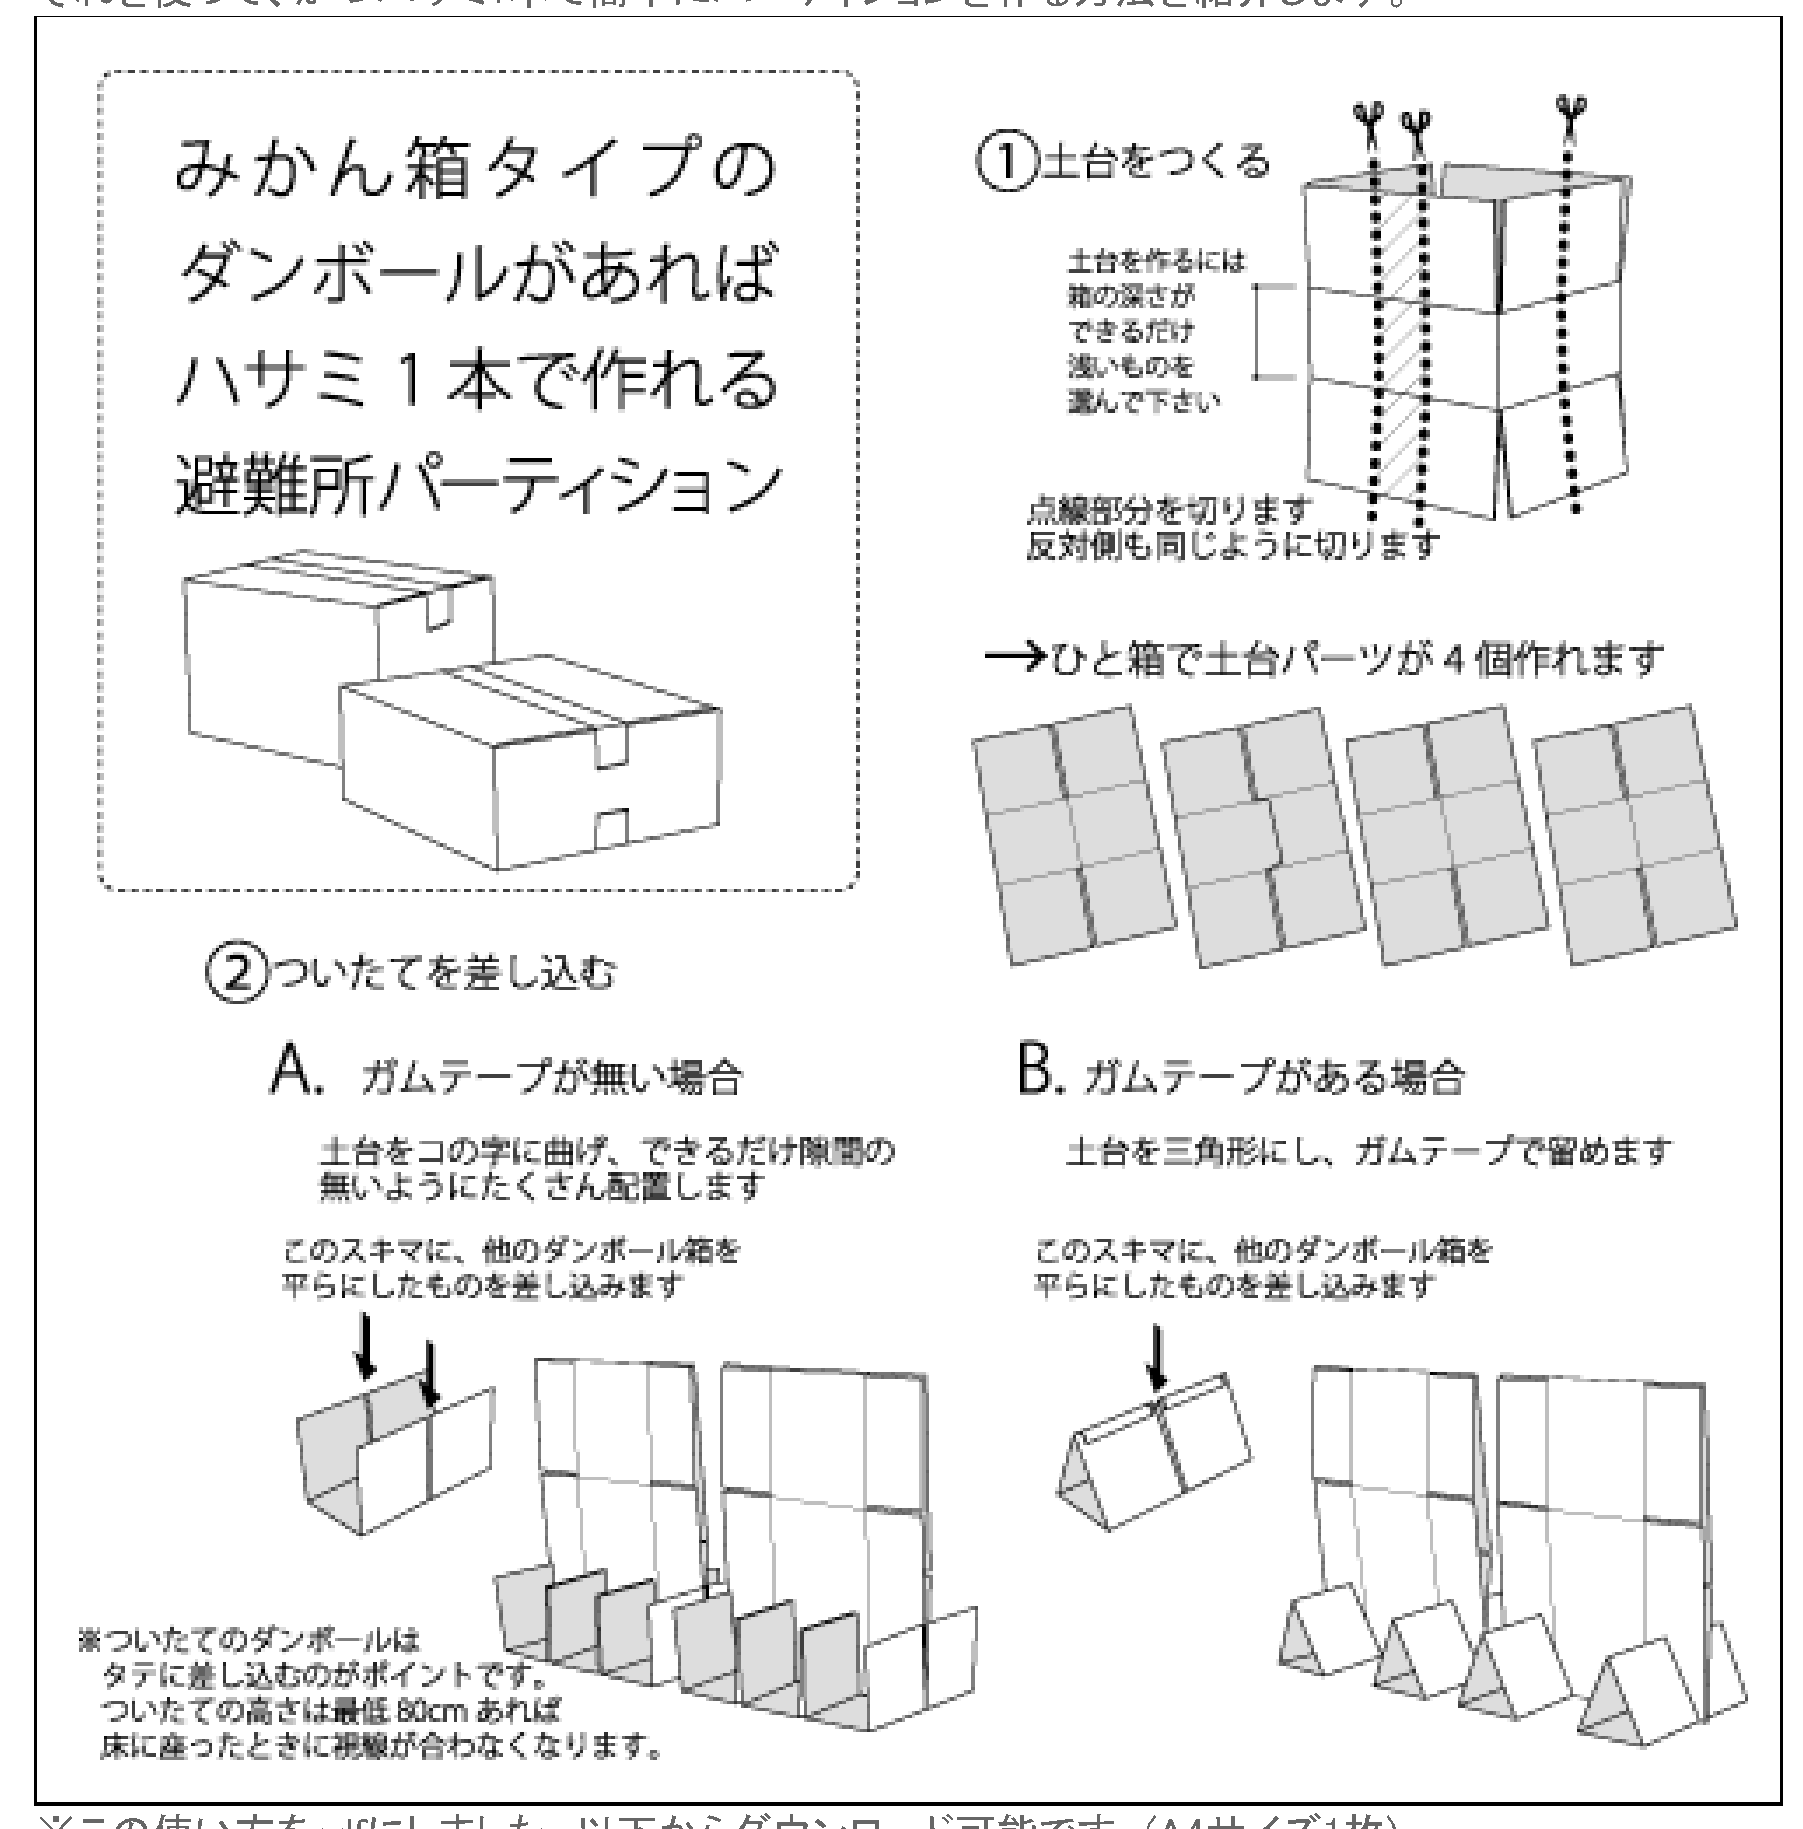 みかん箱タイプの
ダンボールがあれば
ハサミ1本で作れる
避難所パーティション
①土台をつくる
土台を作るには
箱の深さが
できるだけ
浅いものを
選んで下さい
点線部分を切ります
反対側も同じように切ります
→ひと箱で土台パーツが4個作れます
②ついたてを差し込む
A. ガムテープが無い場合
土台をコの字に曲げ、できるだけ隙間の
無いようにたくさん配置します
このスキマに、他のダンボール箱を
平らにしたものを差し込みます
※ついたてのダンボールは
タテに差し込むのがポイントです。
ついたての高さは最低80cmあれば
床に座ったときに視線が合わなくなります。
B. ガムテープがある場合
土台を三角形にし、ガムテープで留めます
このスキマに、他のダンボール箱を
平らにしたものを差し込みます